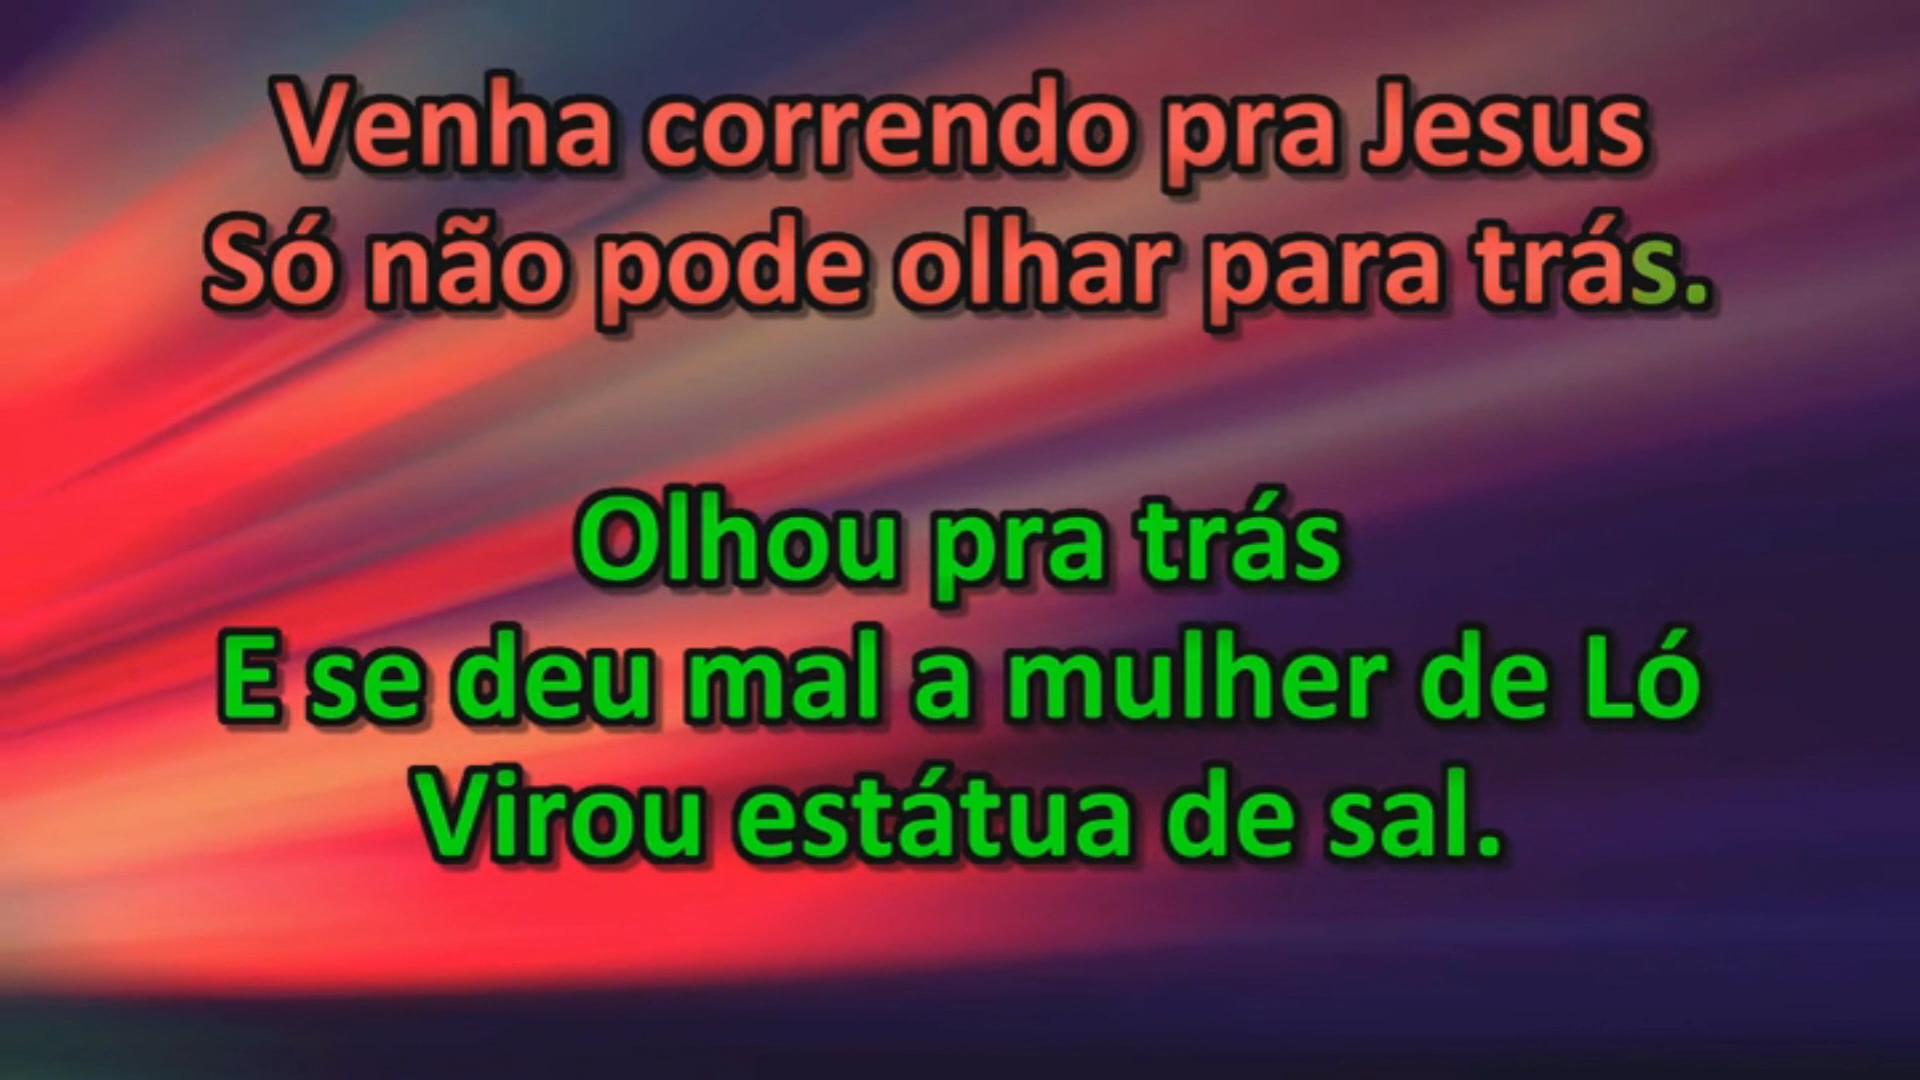 Venha correndo pra Jesus
Só não pode olhar para trás.
Olhou pra trás
E se deu mal a mulher de Ló
Virou estátua de sal.